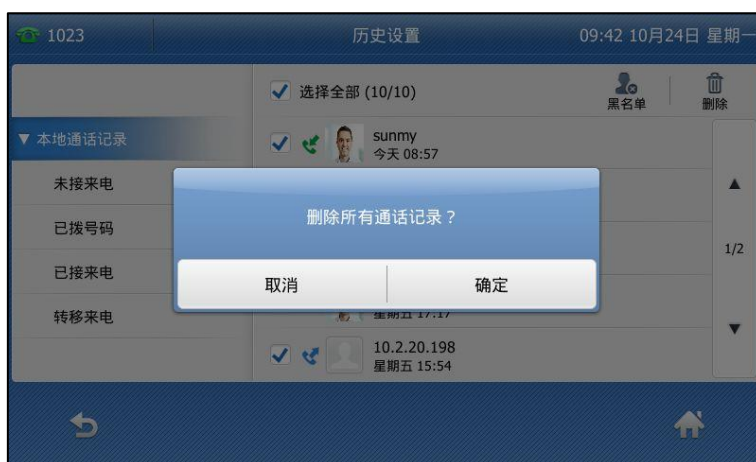 1023
历史设置
09:42 10月24日 星期一
选择全部 (10/10)
黑名单
删除
▼ 本地通话记录
sunmy
今天 08:57
未接来电
已拨号码
已接来电
转移来电
删除所有通话记录？
取消
确定
1/2
星期五 17:17
10.2.20.198
星期五 15:54